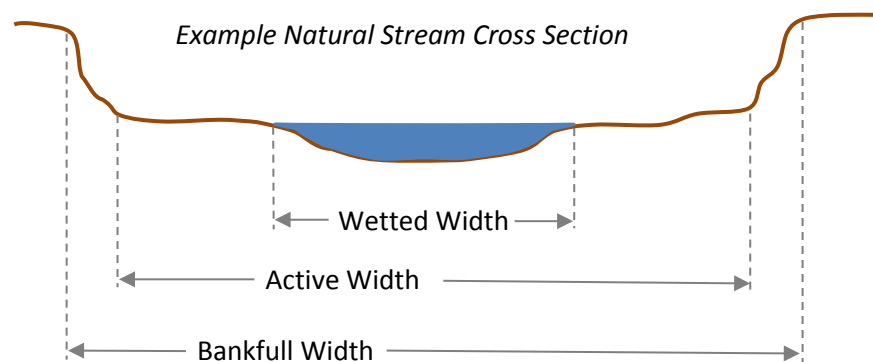 Example Natural Stream Cross Section
Wetted Width
Active Width
Bankfull Width